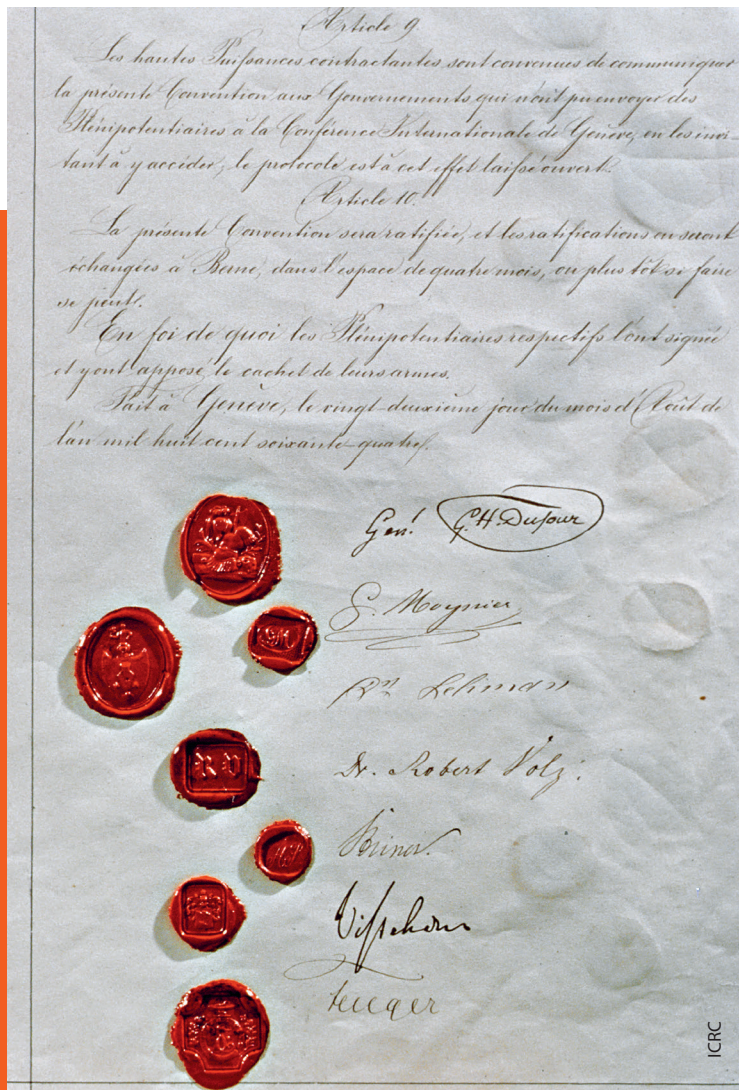 Article 9.
Les hautes Puissances contractantes sont convenues de communiquer
la présente Convention aux Gouvernements qui n'ont pu envoyer des
Plénipotentiaires à la Conférence Internationale de Genève, en les invi-
tant à y accéder; le protocole est à cet effet laissé ouvert.
Article 10.
La présente Convention sera ratifiée, et les ratifications en seront
échangées à Berne, dans l'espace de quatre mois, ou plus tôt si faire
se peut.
En foi de quoi les Plénipotentiaires respectifs l'ont signée
et y ont apposé le cachet de leurs armes.
Fait à Genève, le vingt-deuxième jour du mois d'Août de
l'an mil huit cent soixante-quatre.
Gén! G. H. Dufour
G. Moynier
Lehmann
RV
Dr. Robert Volz.
Steiner.
Visschers
ICRC